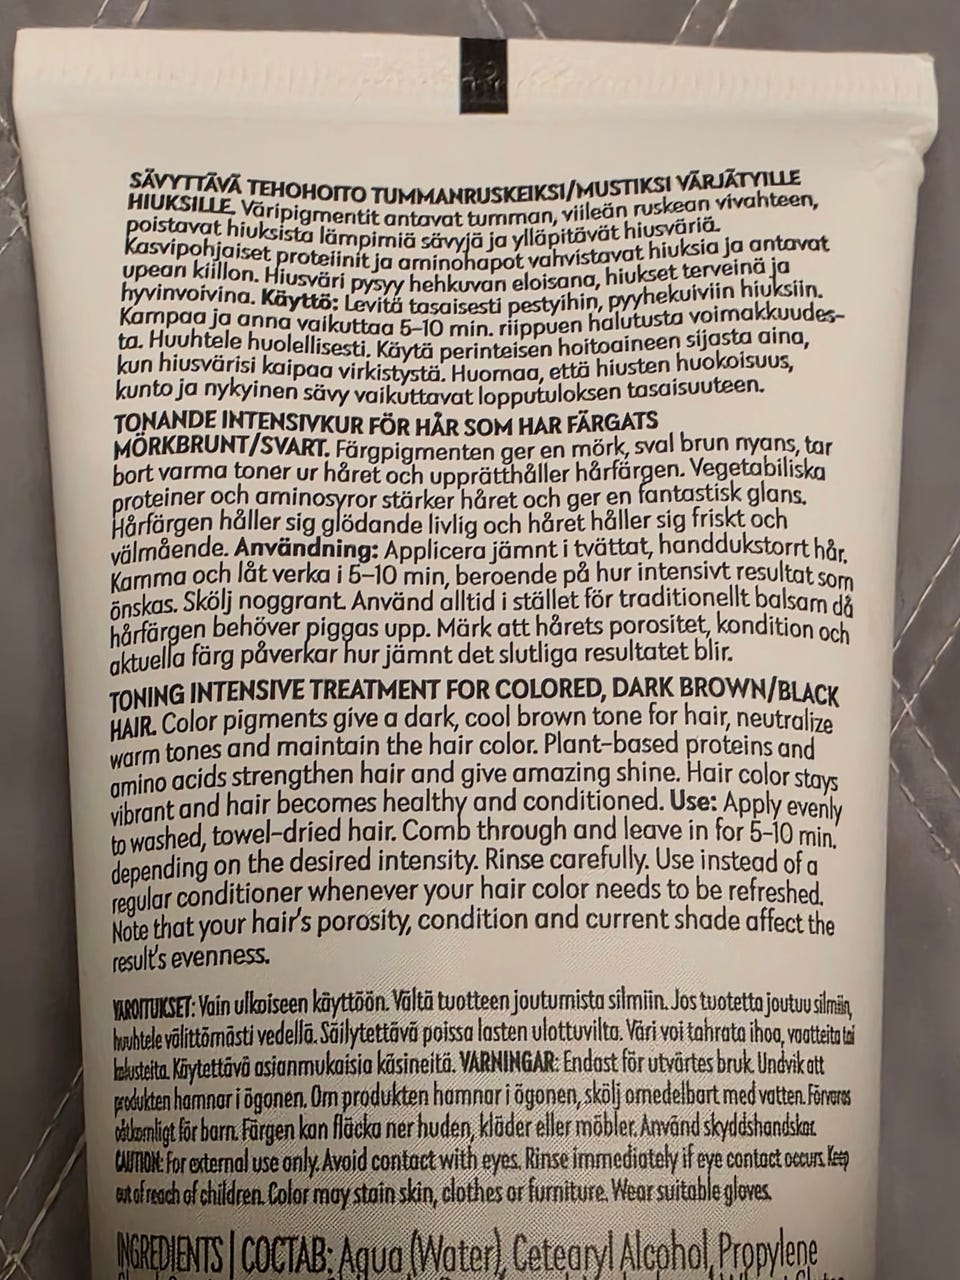 SÄVYTTÄVÄ TEHOHOITO TUMMANRUSKEIKSI/MUSTIKSI VÄRJÄTYILLE
HIUKSILLE. Väripigmentit antavat tumman, viileän ruskean vivahteen,
poistavat hiuksista lämpimiä sävyjä ja ylläpitävät hiusväriä.
Kasvipohjaiset proteiinit ja aminohapot vahvistavat hiuksia ja antavat
upean kiillon. Hiusväri pysyy hehkuvan eloisana, hiukset terveinä ja
hyvinvoivina. Käyttö: Levitä tasaisesti pestyihin, pyyhekuiviin hiuksiin.
Kampaa ja anna vaikuttaa 5–10 min. riippuen halutusta voimakkuudes-
ta. Huuhtele huolellisesti. Käytä perinteisen hoitoaineen sijasta aina,
kun hiusvärisi kaipaa virkistystä. Huomaa, että hiusten huokoisuus,
kunto ja nykyinen sävy vaikuttavat lopputuloksen tasaisuuteen.
TONANDE INTENSIVKUR FÖR HÅR SOM HAR FÄRGATS
MÖRKBRUNT/SVART. Färgpigmenten ger en mörk, sval brun nyans, tar
bort varma toner ur håret och upprätthåller hårfärgen. Vegetabiliska
proteiner och aminosyror stärker håret och ger en fantastisk glans.
Hårfärgen håller sig glödande livlig och håret håller sig friskt och
välmående. Användning: Applicera jämnt i tvättat, handdukstorrt hår.
Kamma och låt verka i 5–10 min, beroende på hur intensivt resultat som
önskas. Skölj noggrant. Använd alltid i stället för traditionellt balsam då
hårfärgen behöver piggas upp. Märk att hårets porositet, kondition och
aktuella färg påverkar hur jämnt det slutliga resultatet blir.
TONING INTENSIVE TREATMENT FOR COLORED, DARK BROWN/BLACK
HAIR. Color pigments give a dark, cool brown tone for hair, neutralize
warm tones and maintain the hair color. Plant-based proteins and
amino acids strengthen hair and give amazing shine. Hair color stays
vibrant and hair becomes healthy and conditioned. Use: Apply evenly
to washed, towel-dried hair. Comb through and leave in for 5–10 min.
depending on the desired intensity. Rinse carefully. Use instead of a
regular conditioner whenever your hair color needs to be refreshed.
Note that your hair's porosity, condition and current shade affect the
result's evenness.
VAROITUKSET: Vain ulkoiseen käyttöön. Vältä tuotteen joutumista silmiin. Jos tuotetta joutuu silmiin,
huuhtele välittömästi vedellä. Säilytettävä poissa lasten ulottuvilta. Väri voi tahrata ihoa, vaatteita tai
kalusteita. Käytettävä asianmukaisia käsineitä. VARNINGAR: Endast för utvärtes bruk. Undvik att
produkten hamnar i ögonen. Om produkten hamnar i ögonen, skölj omedelbart med vatten. Förvaras
oåtkomligt för barn. Färgen kan fläcka ner huden, kläder eller möbler. Använd skyddshandskar.
CAUTION: For external use only. Avoid contact with eyes. Rinse immediately if eye contact occurs. Keep
out of reach of children. Color may stain skin, clothes or furniture. Wear suitable gloves.
INGREDIENTS | СОСТАВ: Aqua (Water), Cetearyl Alcohol, Propylene